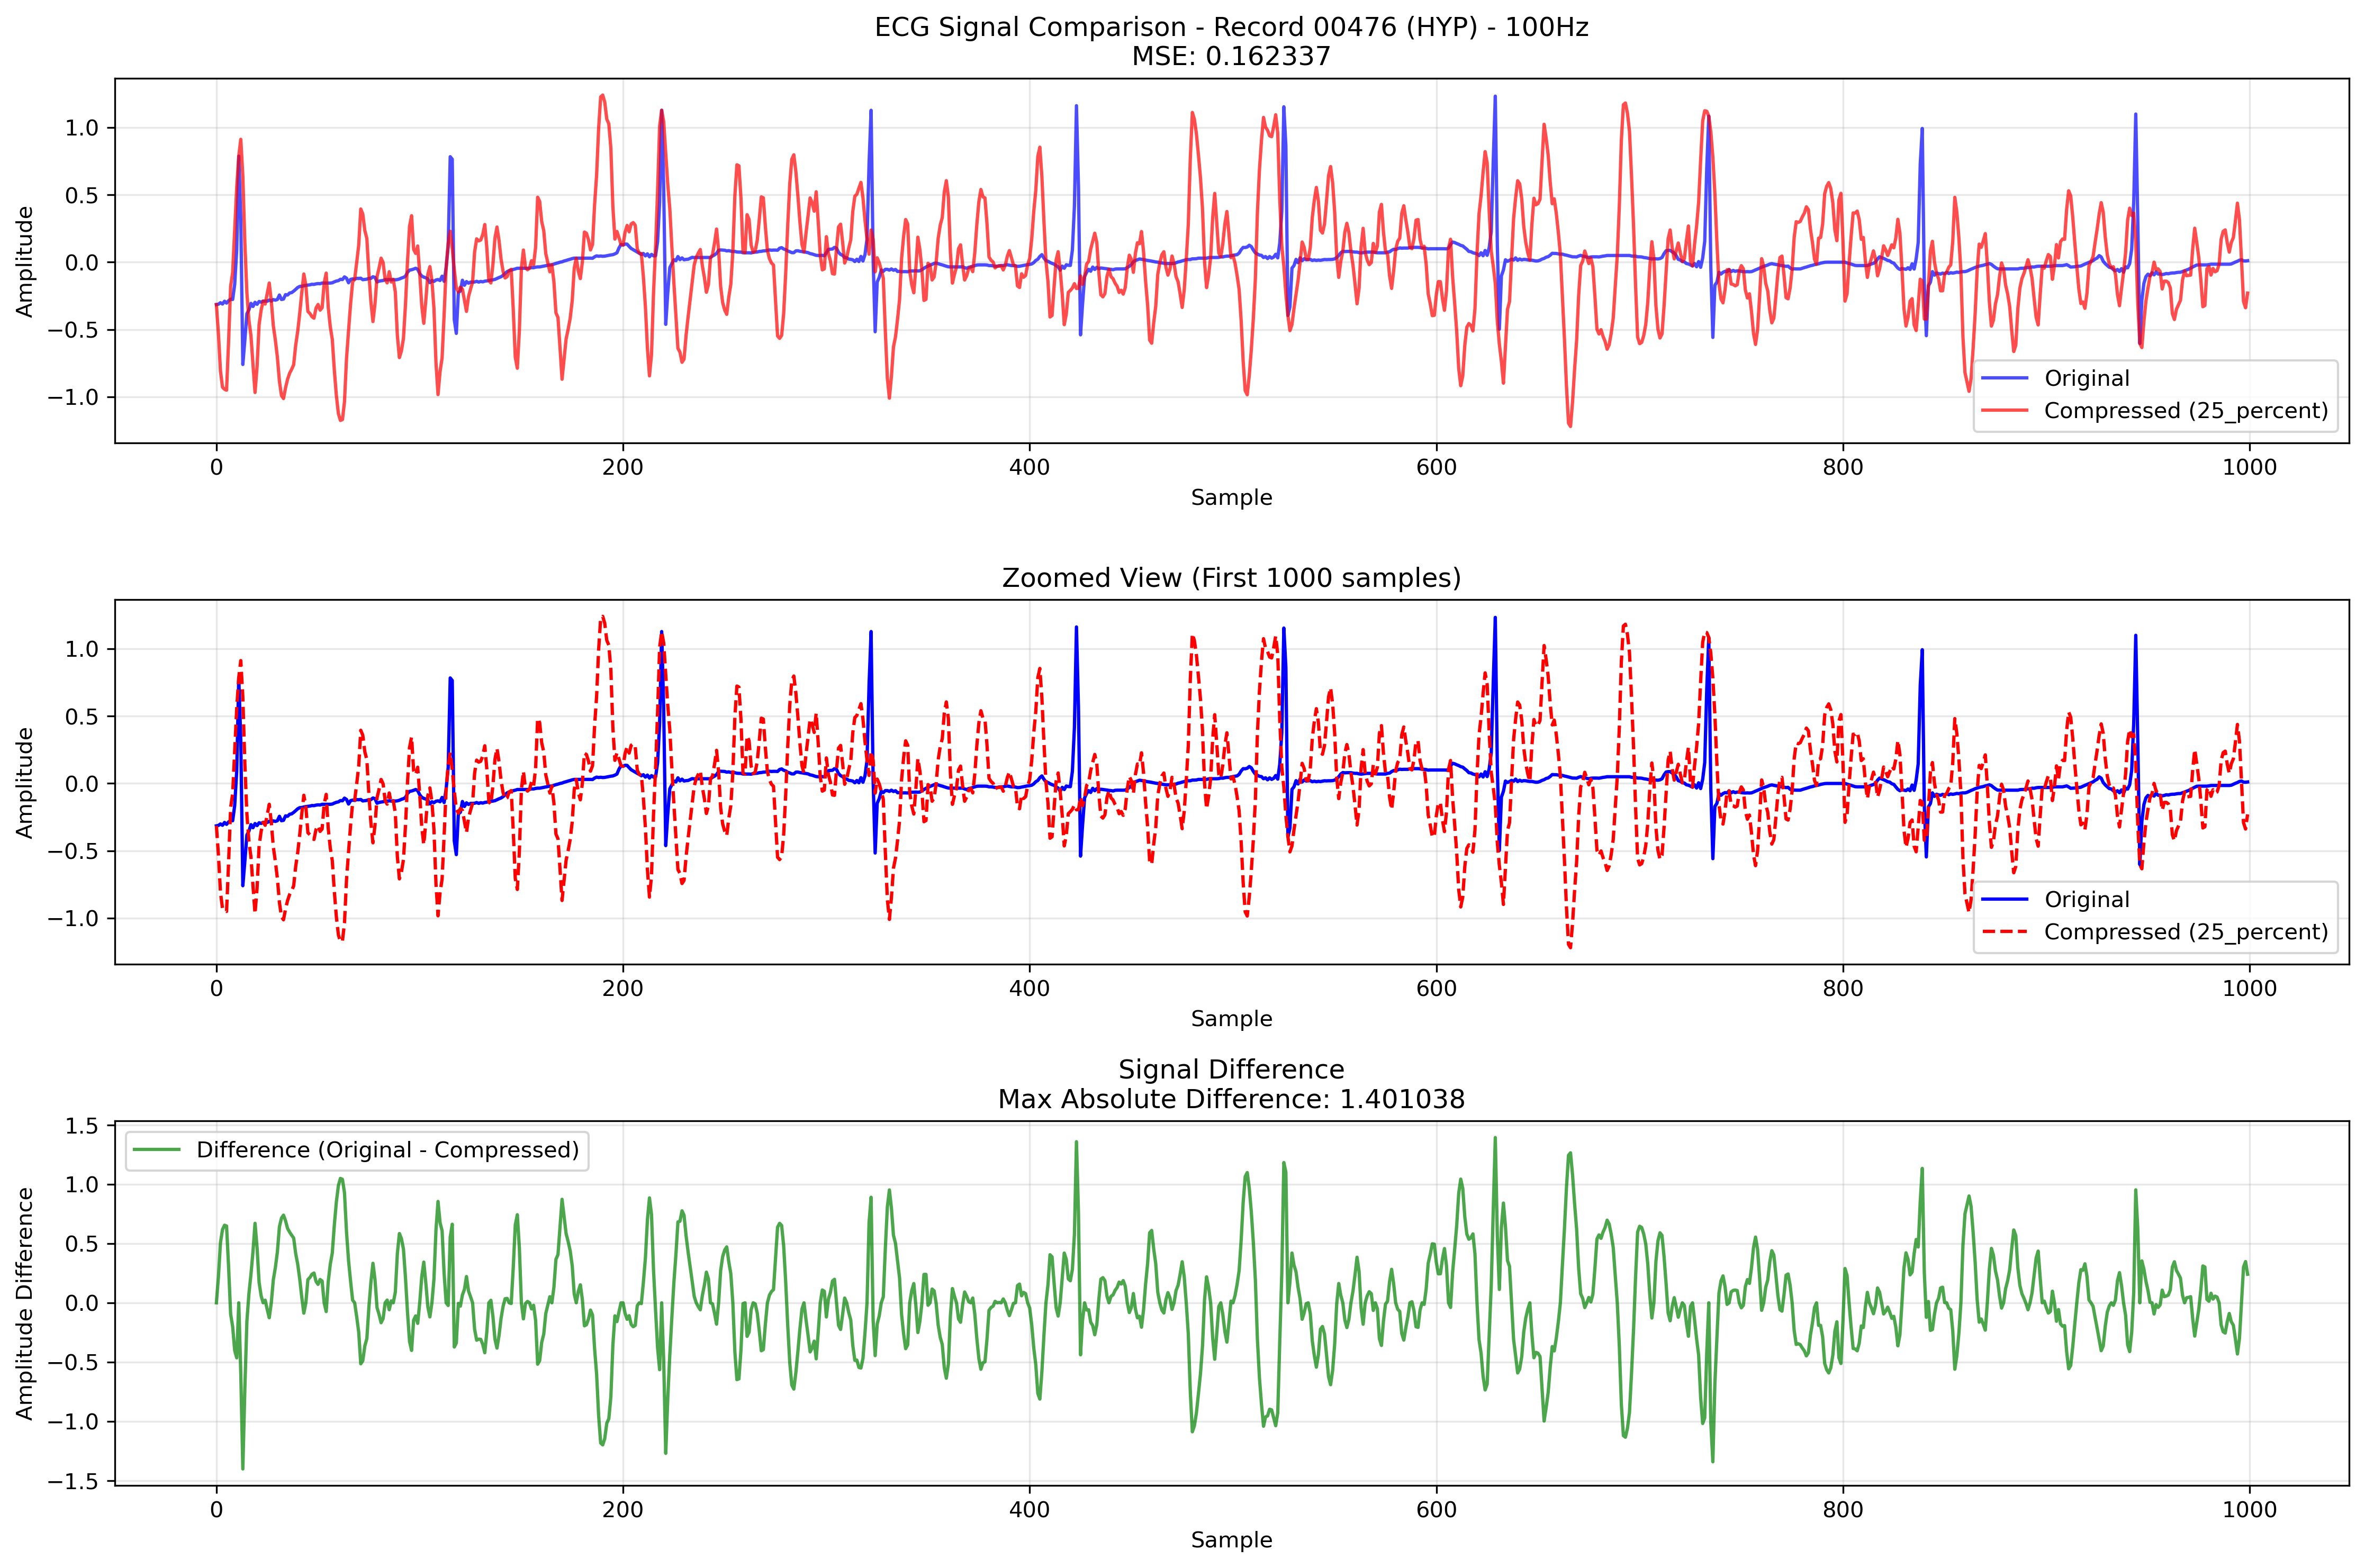 ECG Signal Comparison - Record 00476 (HYP) - 100Hz
MSE: 0.162337
Amplitude
1.0
0.5
0.0
−0.5
−1.0
Original
Compressed (25_percent)
0 200 400 600 800 1000
Sample
Zoomed View (First 1000 samples)
Amplitude
1.0
0.5
0.0
−0.5
−1.0
Original
Compressed (25_percent)
0 200 400 600 800 1000
Sample
Signal Difference
Max Absolute Difference: 1.401038
Amplitude Difference
1.5
1.0
0.5
0.0
−0.5
−1.0
−1.5
Difference (Original - Compressed)
0 200 400 600 800 1000
Sample